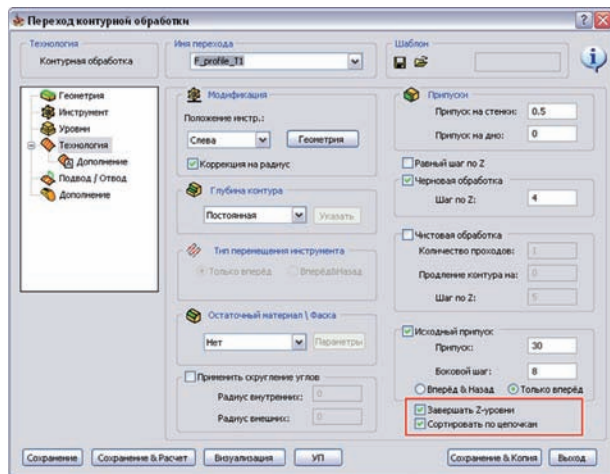 Переход контурной обработки
Технология
Контурная обработка
Имя перехода
F_profile_T1
Шаблон
Геометрия
Инструмент
Уровни
Технология
Дополнение
Подвод / Отвод
Дополнение
Модификация
Положение инстр.:
Слева
Геометрия
Коррекция на радиус
Глубина контура
Постоянная
Указать
Тип перемещения инструмента
Только вперёд
Вперёд&Назад
Остаточный материал \ Фаска
Нет
Параметры
Применить скругление углов
Радиус внутренних:
0
Радиус внешних:
0
Припуски
Припуск на стенки:
0.5
Припуск на дно:
0
Равный шаг по Z
Черновая обработка
Шаг по Z:
4
Чистовая обработка
Количество проходов:
1
Продление контура на:
0
Шаг по Z:
5
Исходный припуск
Припуск:
30
Боковой шаг:
8
Вперёд & Назад
Только вперёд
Завершать Z-уровни
Сортировать по цепочкам
Сохранение
Сохранение & Расчет
Визуализация
УП
Сохранение & Копия
Выход